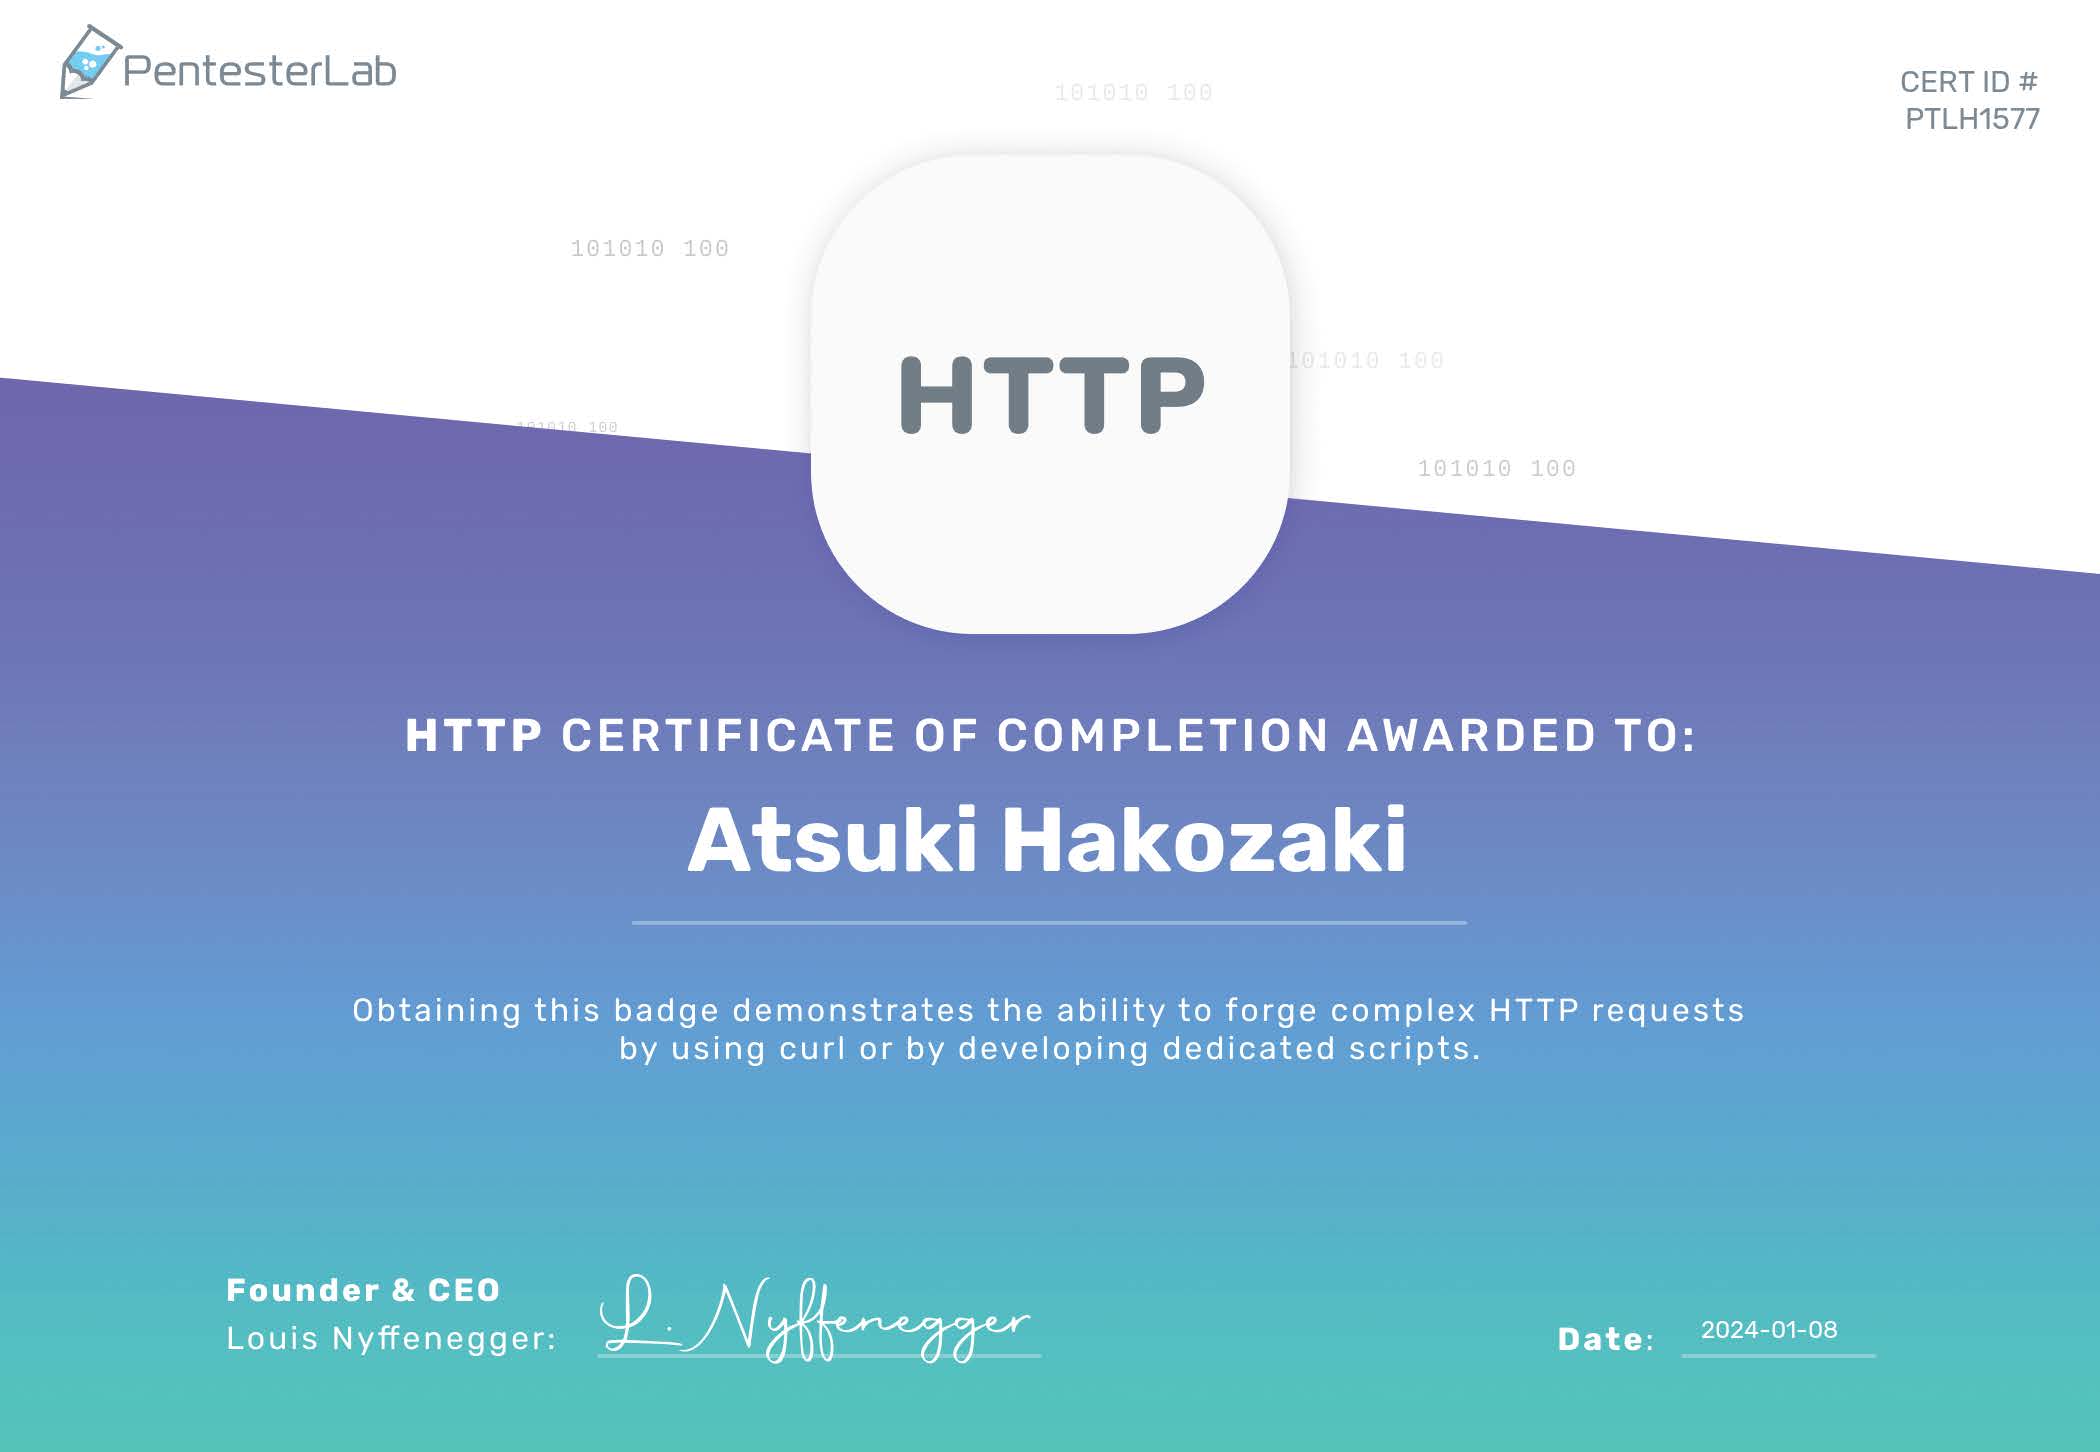 PentesterLab
CERT ID #
PTLH1577
101010 100
101010 100
101010 100
101010 100
101010 100
HTTP
HTTP CERTIFICATE OF COMPLETION AWARDED TO:
Atsuki Hakozaki
Obtaining this badge demonstrates the ability to forge complex HTTP requests
by using curl or by developing dedicated scripts.
Founder & CEO
Louis Nyffenegger:
L. Nyffenegger
Date:
2024-01-08